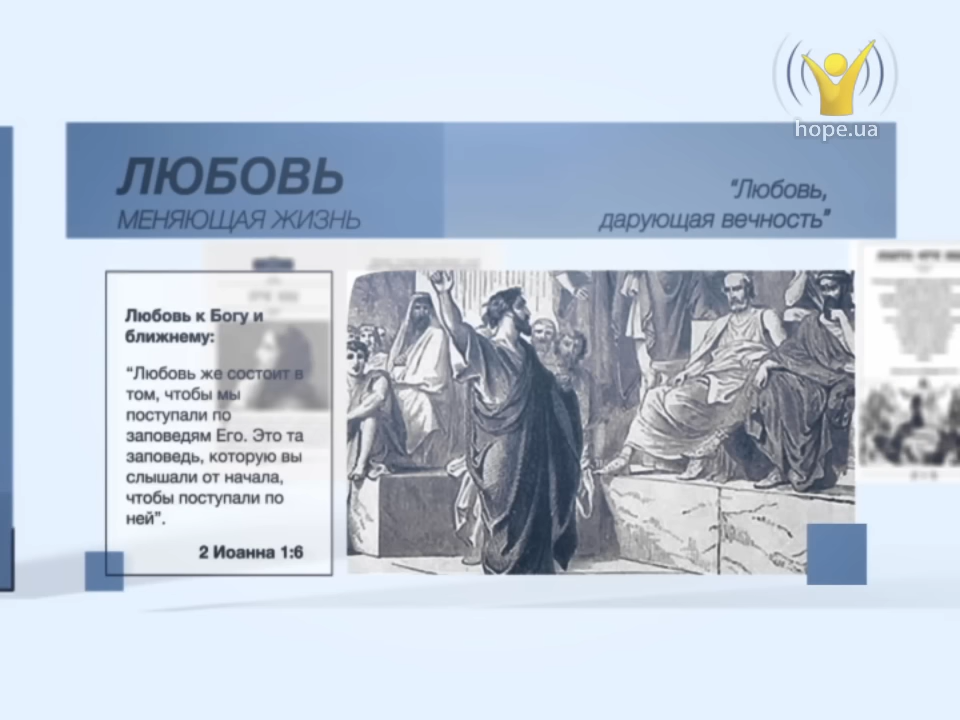 hope.ua
ЛЮБОВЬ
МЕНЯЮЩАЯ ЖИЗНЬ
“Любовь,
дарующая вечность”
Любовь к Богу и
ближнему:
“Любовь же состоит в
том, чтобы мы
поступали по
заповедям Его. Это та
заповедь, которую вы
слышали от начала,
чтобы поступали по
ней”.
2 Иоанна 1:6